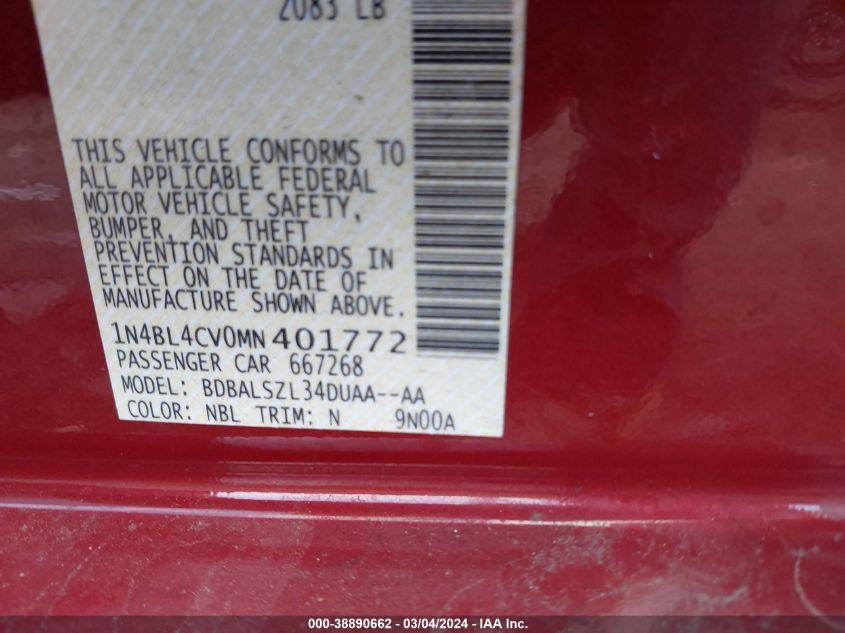 2083 LB
THIS VEHICLE CONFORMS TO
ALL APPLICABLE FEDERAL
MOTOR VEHICLE SAFETY,
BUMPER, AND THEFT
PREVENTION STANDARDS IN
EFFECT ON THE DATE OF
MANUFACTURE SHOWN ABOVE.
1N4BL4CV0MN401772
PASSENGER CAR 667268
MODEL: BDBALSZL34DUAA--AA
COLOR: NBL TRIM: N 9N00A
000-38890662 - 03/04/2024 - IAA Inc.